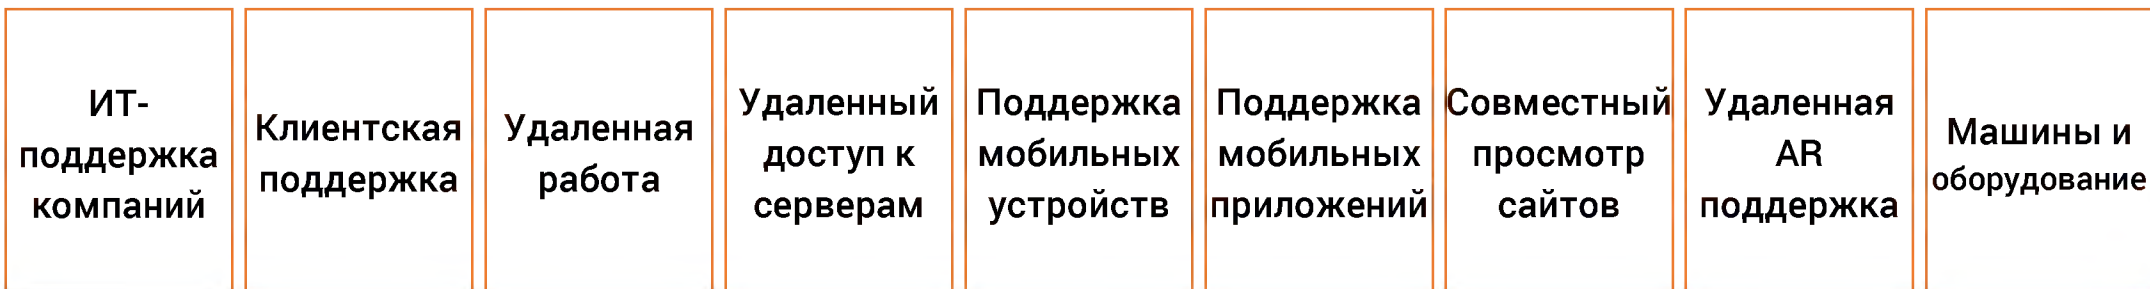 ИТ-
поддержка
компаний
Клиентская
поддержка
Удаленная
работа
Удаленный
доступ к
серверам
Поддержка
мобильных
устройств
Поддержка
мобильных
приложений
Совместный
просмотр
сайтов
Удаленная
AR
поддержка
Машины и
оборудование